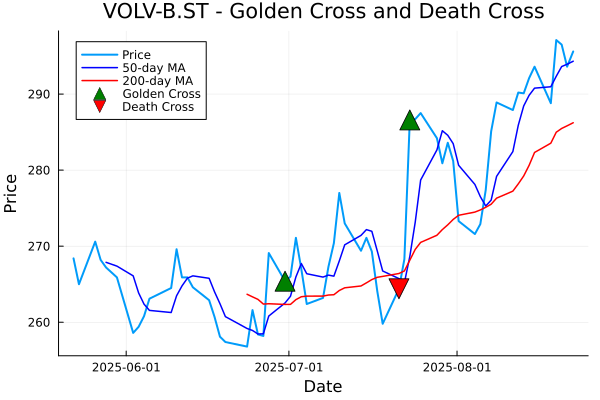 VOLV-B.ST - Golden Cross and Death Cross
Price
50-day MA
200-day MA
Golden Cross
Death Cross
Price
290
280
270
260
2025-06-01
2025-07-01
2025-08-01
Date